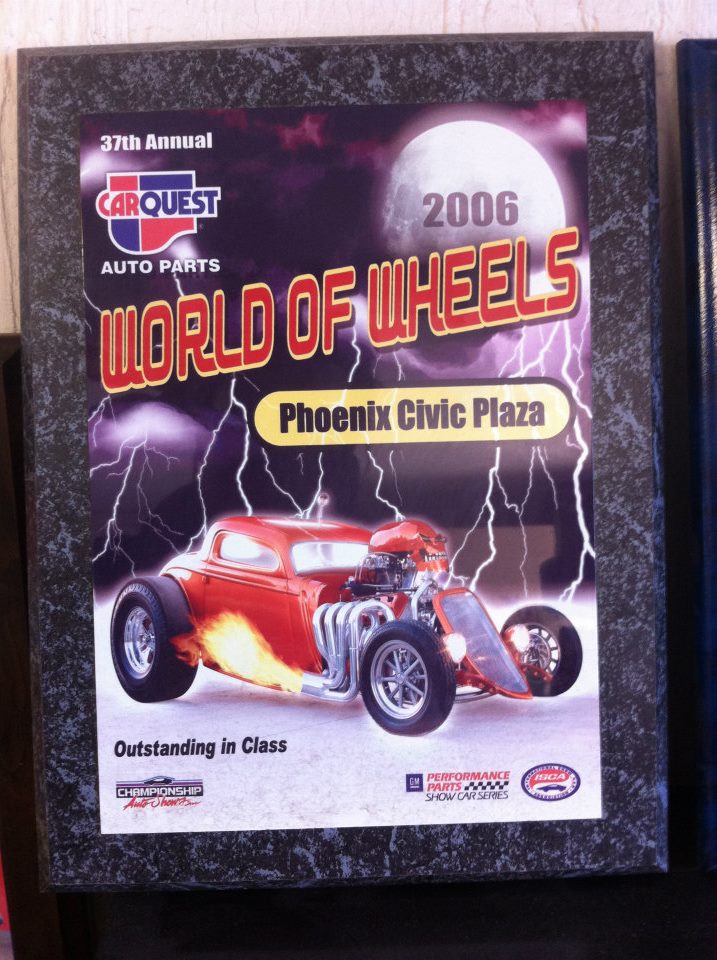 37th Annual
CARQUEST
AUTO PARTS
2006
WORLD OF WHEELS
Phoenix Civic Plaza
Outstanding in Class
CHAMPIONSHIP
Auto Shows Inc.
GM
PERFORMANCE
PARTS
SHOW CAR SERIES
ISCA